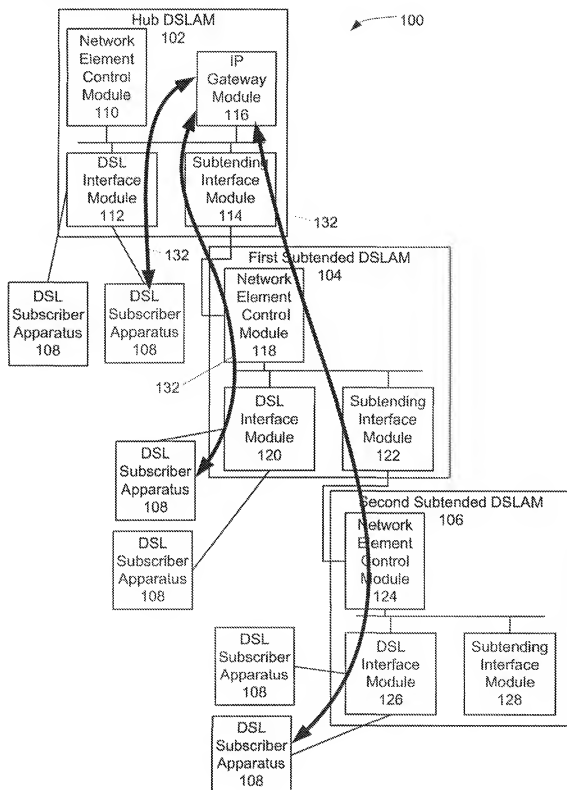 Hub DSLAM
102
100
Network
Element
Control
Module
110
IP
Gateway
Module
116
DSL
Interface
Module
112
Subtending
Interface
Module
114
132
132
DSL
Subscriber
Apparatus
108
DSL
Subscriber
Apparatus
108
First Subtended DSLAM
104
Network
Element
Control
Module
118
132
DSL
Interface
Module
120
Subtending
Interface
Module
122
DSL
Subscriber
Apparatus
108
DSL
Subscriber
Apparatus
108
Second Subtended DSLAM
106
Network
Element
Control
Module
124
DSL
Interface
Module
126
Subtending
Interface
Module
128
DSL
Subscriber
Apparatus
108
DSL
Subscriber
Apparatus
108